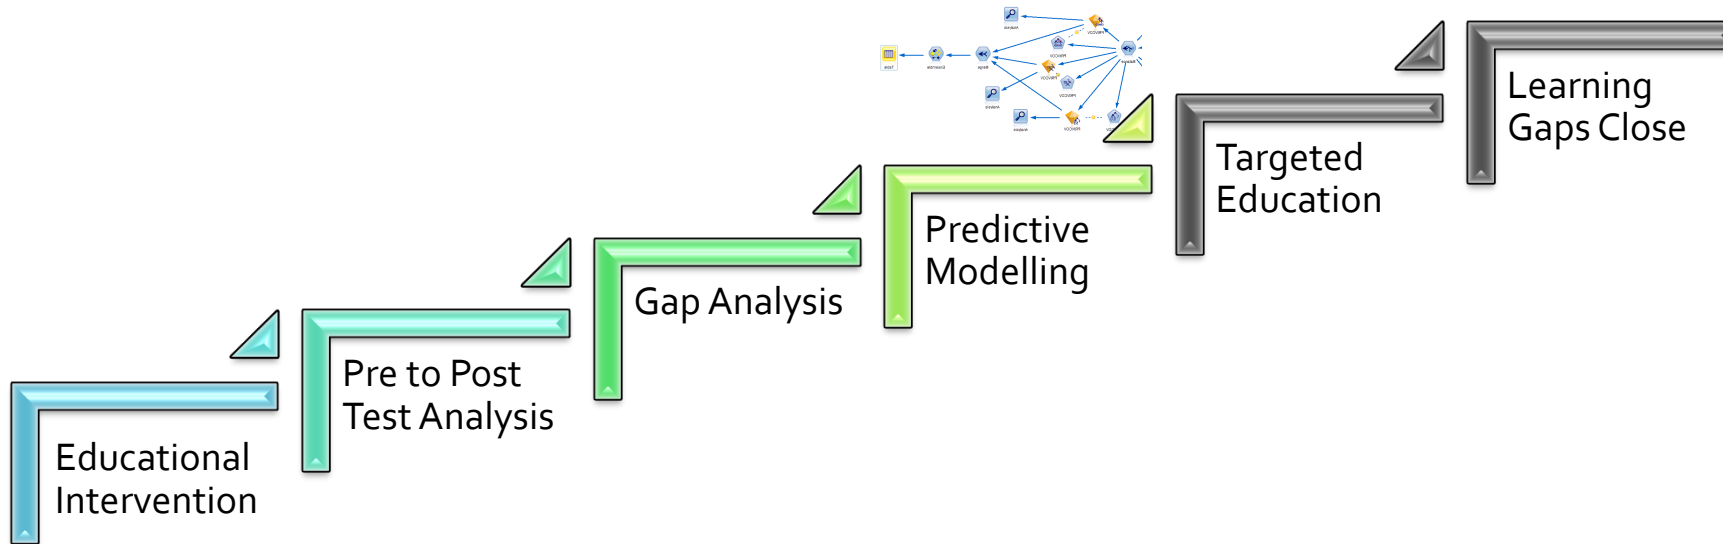 Educational
Intervention
Pre to Post
Test Analysis
Gap Analysis
Predictive
Modelling
Targeted
Education
Learning
Gaps Close